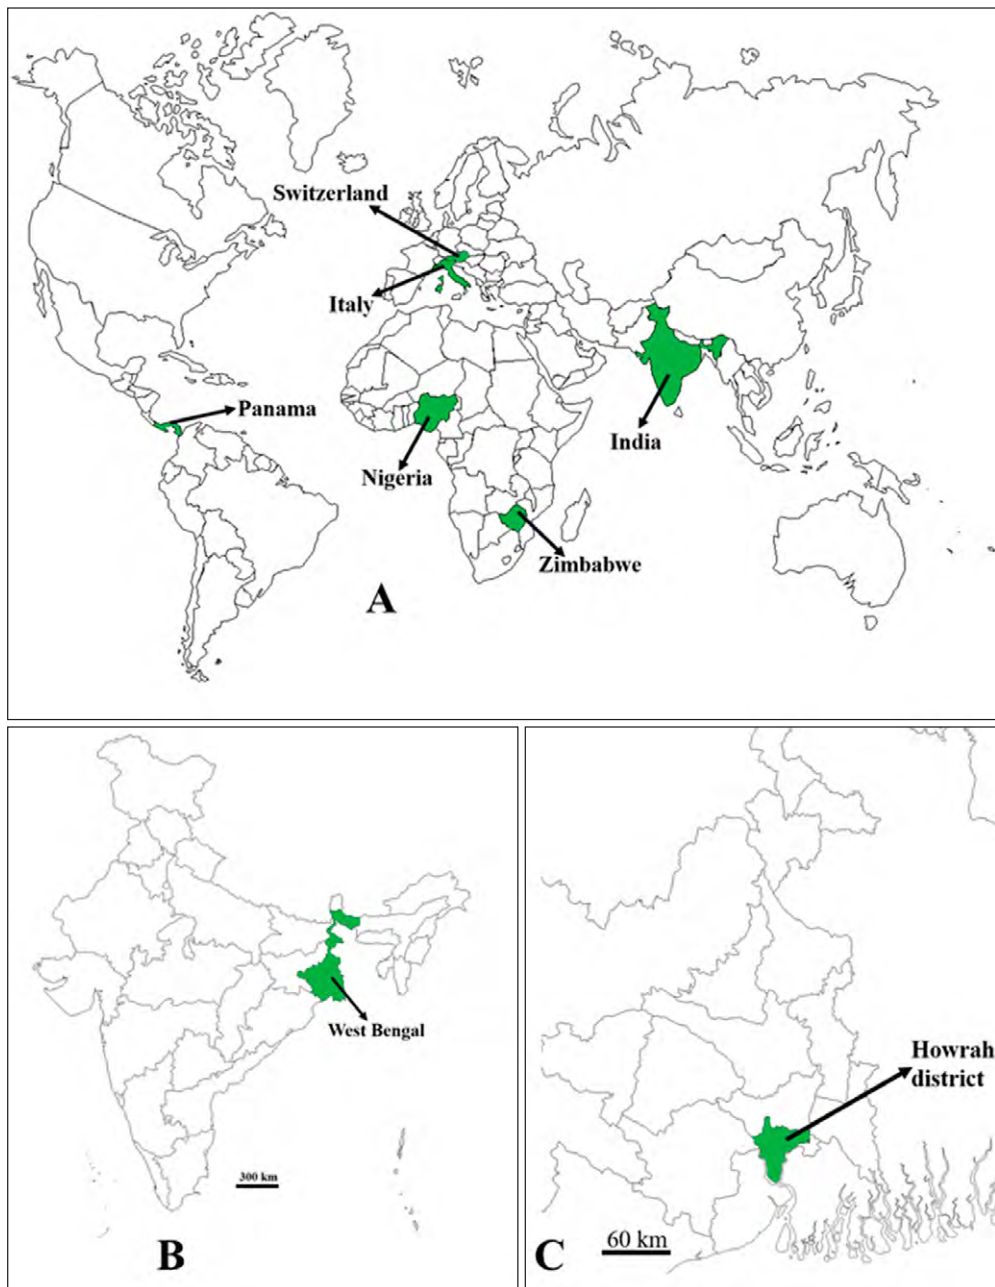 Switzerland
Italy
Panama
Nigeria
India
Zimbabwe
A
West Bengal
300 km
B
Howrah
district
60 km
C